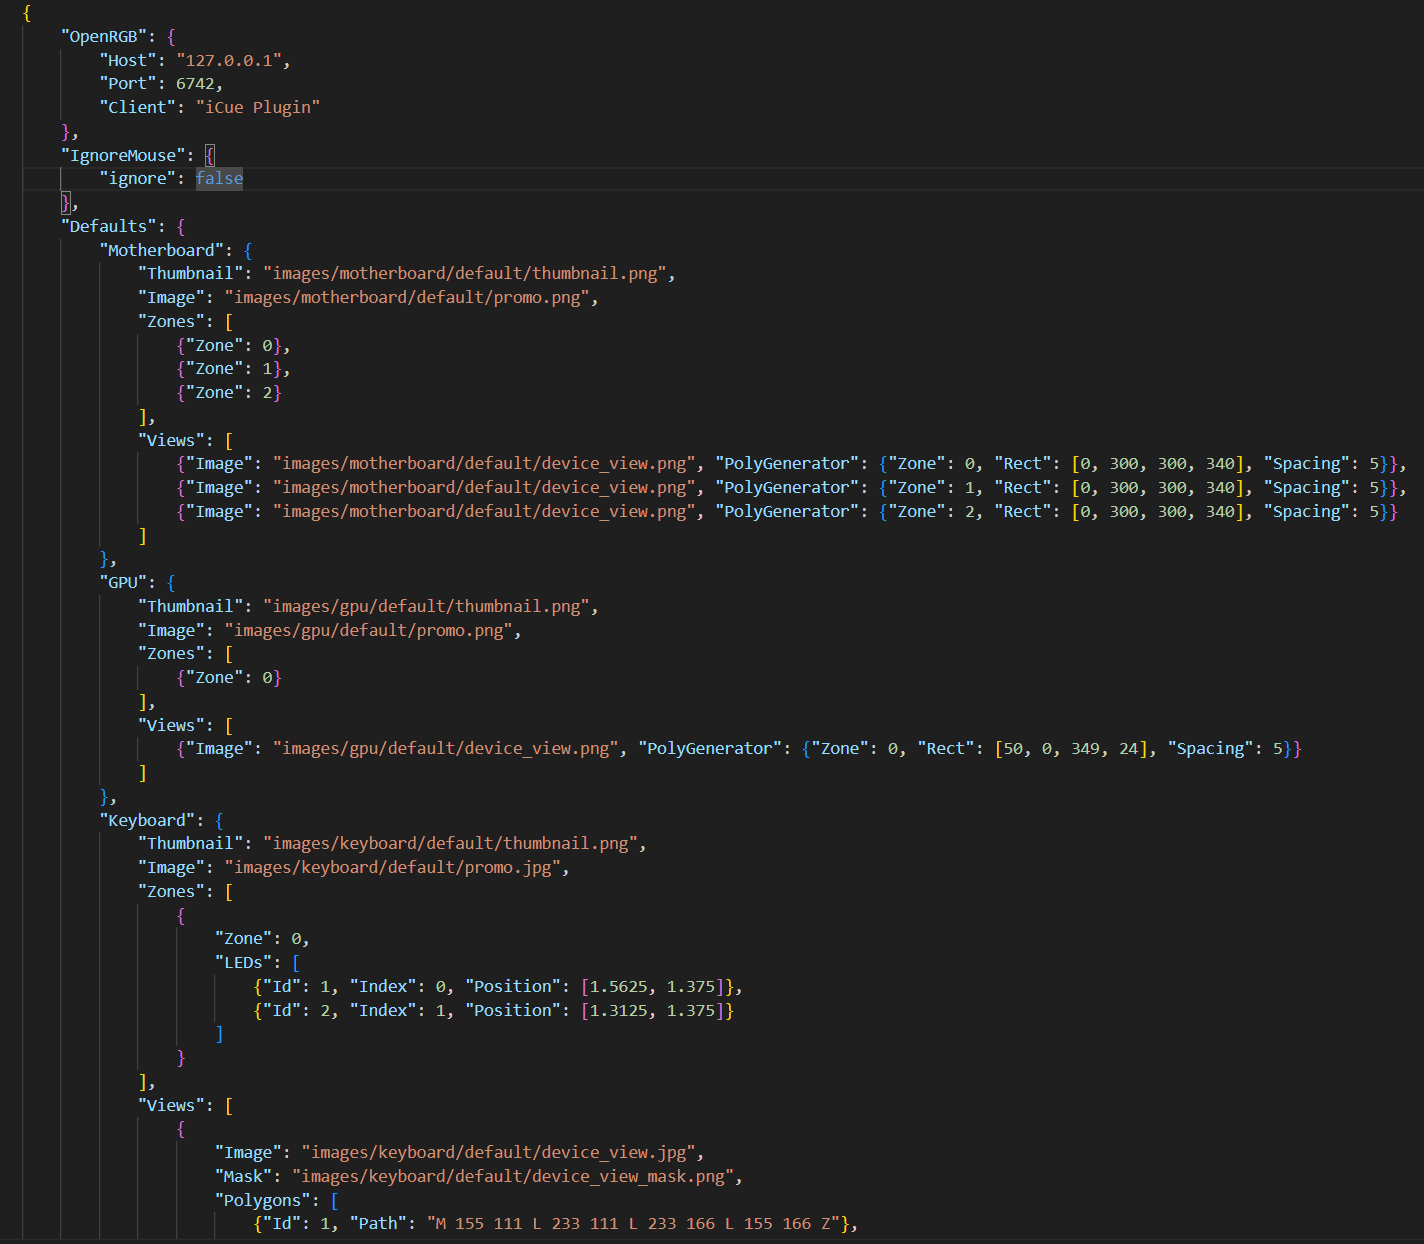 {
    "OpenRGB": {
        "Host": "127.0.0.1",
        "Port": 6742,
        "Client": "iCue Plugin"
    },
    "IgnoreMouse": {
        "ignore": false
    },
    "Defaults": {
        "Motherboard": {
            "Thumbnail": "images/motherboard/default/thumbnail.png",
            "Image": "images/motherboard/default/promo.png",
            "Zones": [
                {"Zone": 0},
                {"Zone": 1},
                {"Zone": 2}
            ],
            "Views": [
                {"Image": "images/motherboard/default/device_view.png", "PolyGenerator": {"Zone": 0, "Rect": [0, 300, 300, 340], "Spacing": 5}},
                {"Image": "images/motherboard/default/device_view.png", "PolyGenerator": {"Zone": 1, "Rect": [0, 300, 300, 340], "Spacing": 5}},
                {"Image": "images/motherboard/default/device_view.png", "PolyGenerator": {"Zone": 2, "Rect": [0, 300, 300, 340], "Spacing": 5}}
            ]
        },
        "GPU": {
            "Thumbnail": "images/gpu/default/thumbnail.png",
            "Image": "images/gpu/default/promo.png",
            "Zones": [
                {"Zone": 0}
            ],
            "Views": [
                {"Image": "images/gpu/default/device_view.png", "PolyGenerator": {"Zone": 0, "Rect": [50, 0, 349, 24], "Spacing": 5}}
            ]
        },
        "Keyboard": {
            "Thumbnail": "images/keyboard/default/thumbnail.png",
            "Image": "images/keyboard/default/promo.jpg",
            "Zones": [
                {
                    "Zone": 0,
                    "LEDs": [
                        {"Id": 1, "Index": 0, "Position": [1.5625, 1.375]},
                        {"Id": 2, "Index": 1, "Position": [1.3125, 1.375]}
                    ]
                }
            ],
            "Views": [
                {
                    "Image": "images/keyboard/default/device_view.jpg",
                    "Mask": "images/keyboard/default/device_view_mask.png",
                    "Polygons": [
                        {"Id": 1, "Path": "M 155 111 L 233 111 L 233 166 L 155 166 Z"},